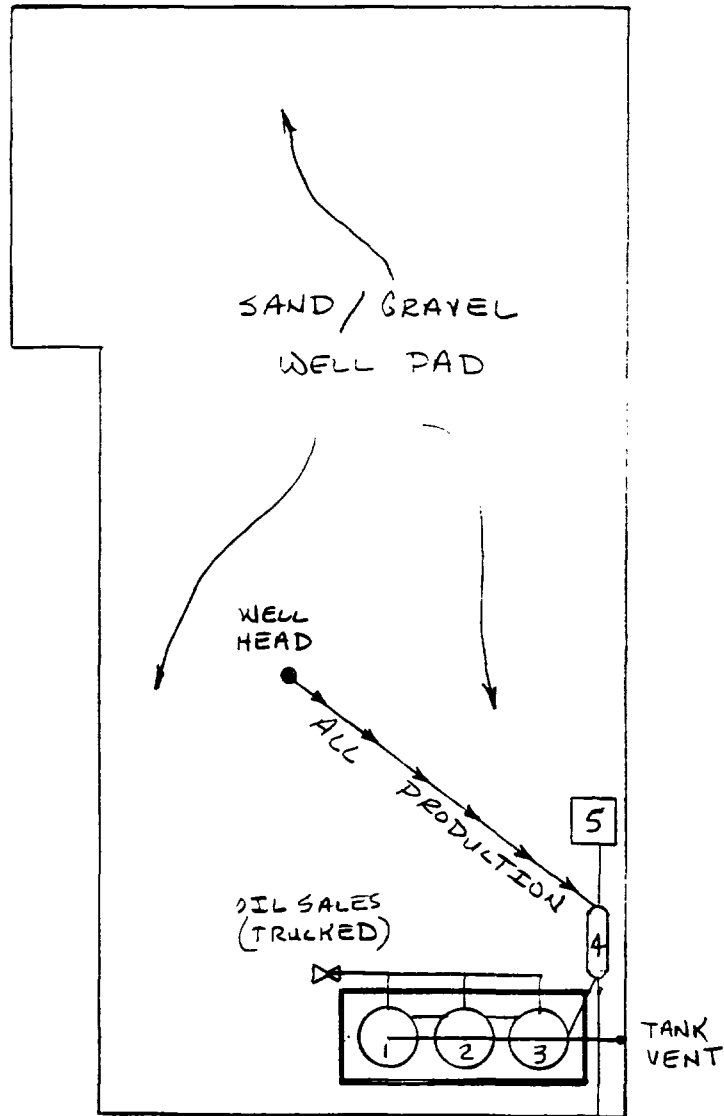 SAND / GRAVEL
WELL PAD
WELL
HEAD
ALL PRODUCTION
5
OIL SALES
(TRUCKED)
4
1
2
3
TANK
VENT